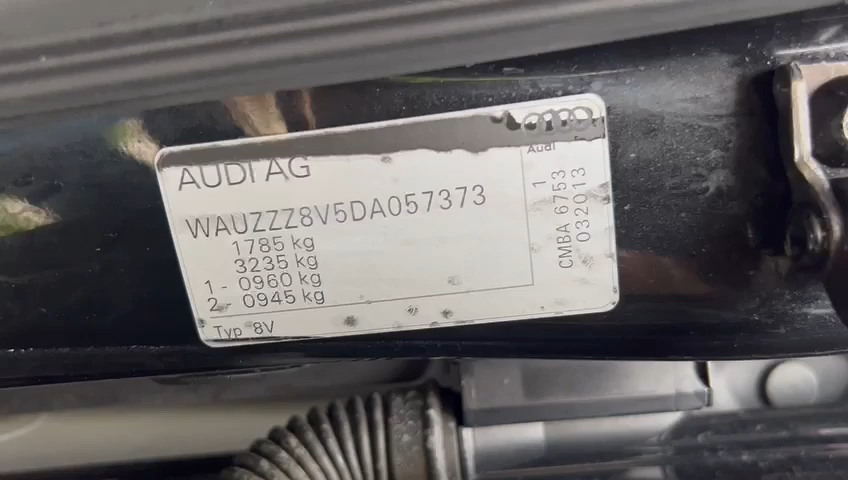 AUDI AG
WAUZZZ8V5DA057373
1785 kg
3235 kg
1 - 0960 kg
2 - 0945 kg
Typ 8V
Audi
1
CMBA 6753
032013